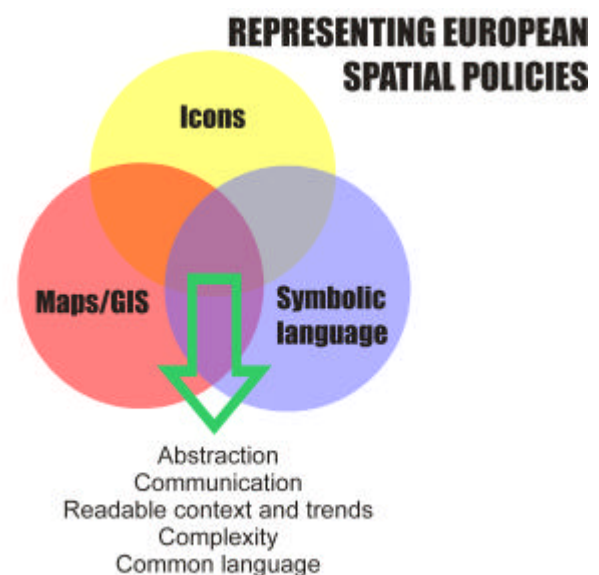 REPRESENTING EUROPEAN
SPATIAL POLICIES
Icons
Maps/GIS
Symbolic
language
Abstraction
Communication
Readable context and trends
Complexity
Common language